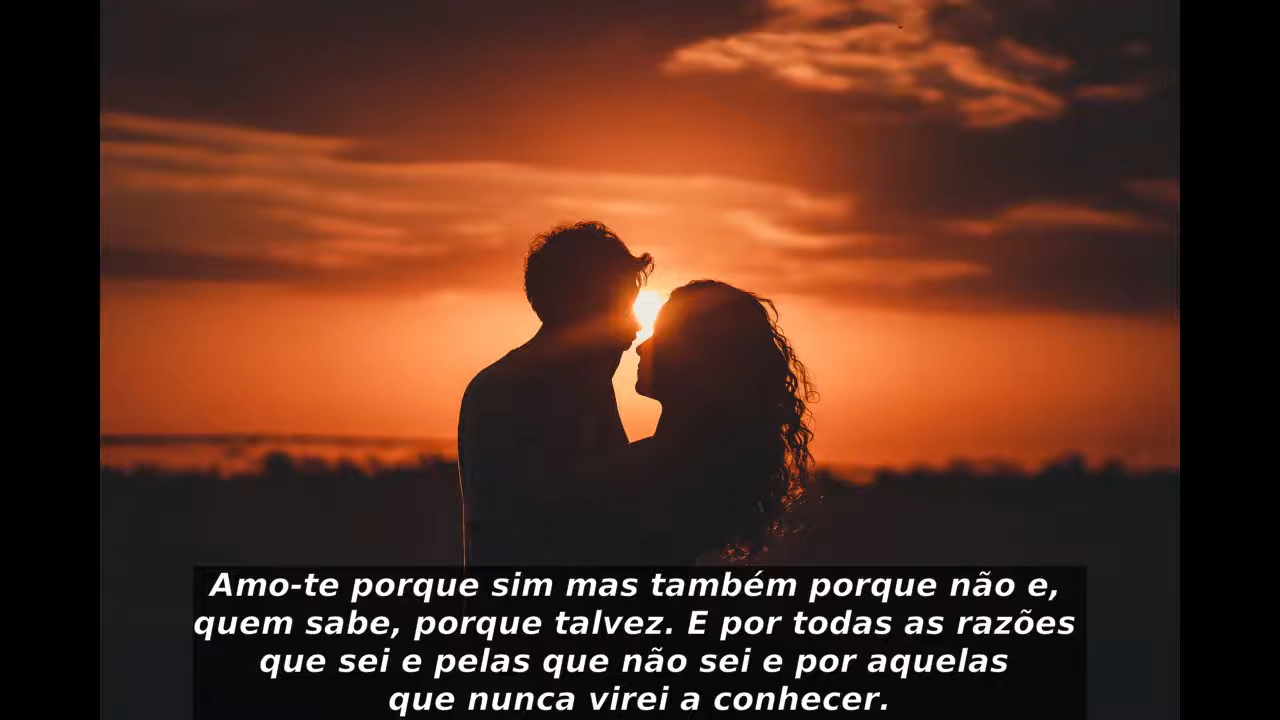 Amo-te porque sim mas também porque não e,
quem sabe, porque talvez. E por todas as razões
que sei e pelas que não sei e por aquelas
que nunca virei a conhecer.